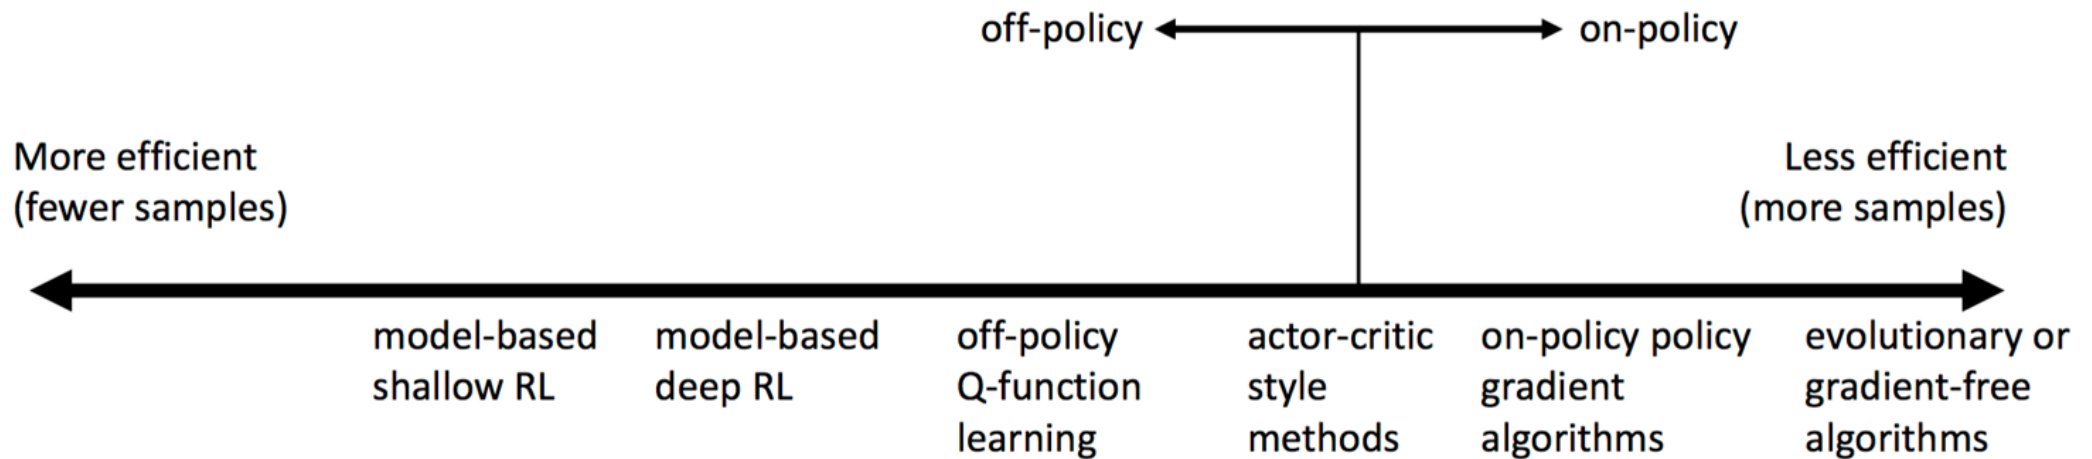 off-policy
on-policy
More efficient
(fewer samples)
Less efficient
(more samples)
model-based
shallow RL
model-based
deep RL
off-policy
Q-function
learning
actor-critic
style
methods
on-policy policy
gradient
algorithms
evolutionary or
gradient-free
algorithms